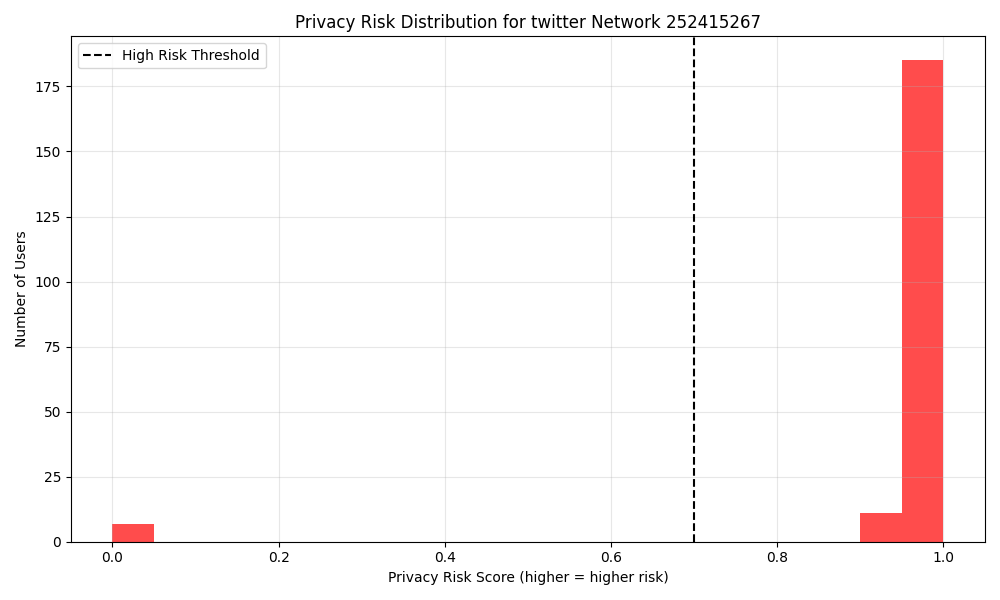 Privacy Risk Distribution for twitter Network 252415267
High Risk Threshold
Number of Users
175
150
125
100
75
50
25
0
0.0 0.2 0.4 0.6 0.8 1.0
Privacy Risk Score (higher = higher risk)